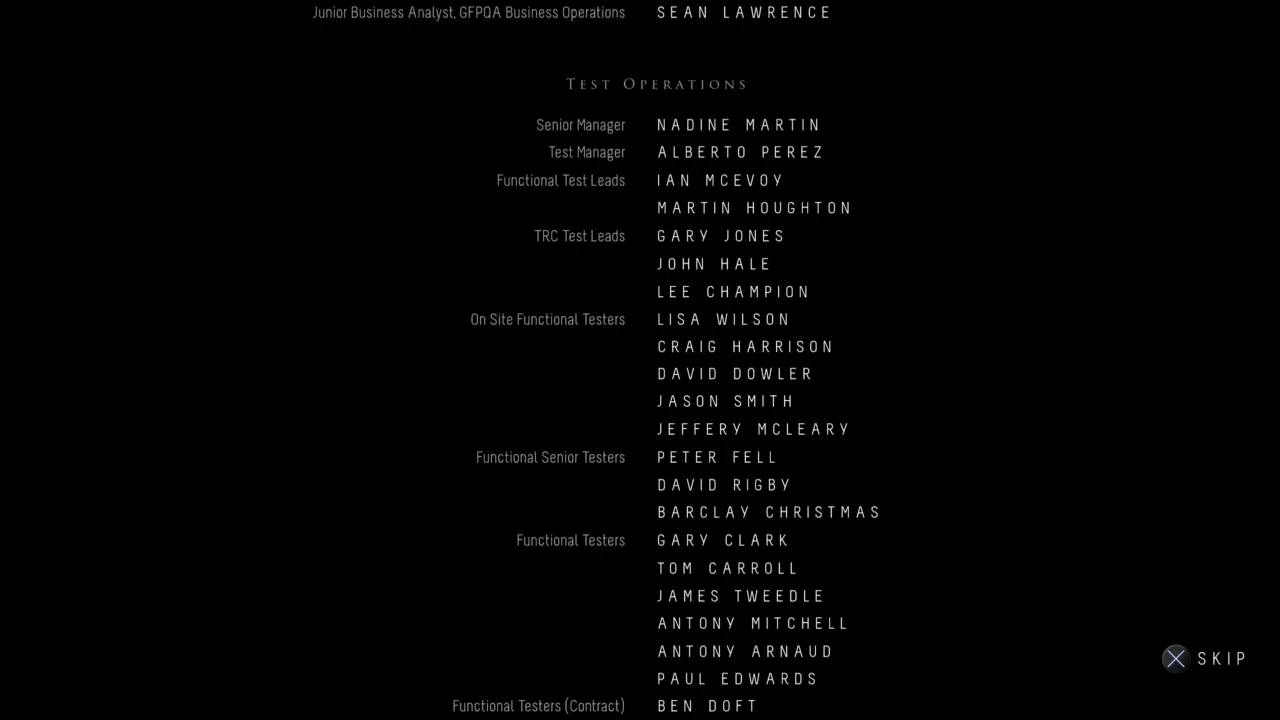 Junior Business Analyst, GFPQA Business Operations SEAN LAWRENCE
TEST OPERATIONS
Senior Manager NADINE MARTIN
Test Manager ALBERTO PEREZ
Functional Test Leads IAN MCEVOY
MARTIN HOUGHTON
TRC Test Leads GARY JONES
JOHN HALE
LEE CHAMPION
On Site Functional Testers LISA WILSON
CRAIG HARRISON
DAVID DOWLER
JASON SMITH
JEFFERY MCLEARY
Functional Senior Testers PETER FELL
DAVID RIGBY
BARCLAY CHRISTMAS
Functional Testers GARY CLARK
TOM CARROLL
JAMES TWEEDLE
ANTONY MITCHELL
ANTONY ARNAUD
PAUL EDWARDS
SKIP
Functional Testers (Contract) BEN DOFT